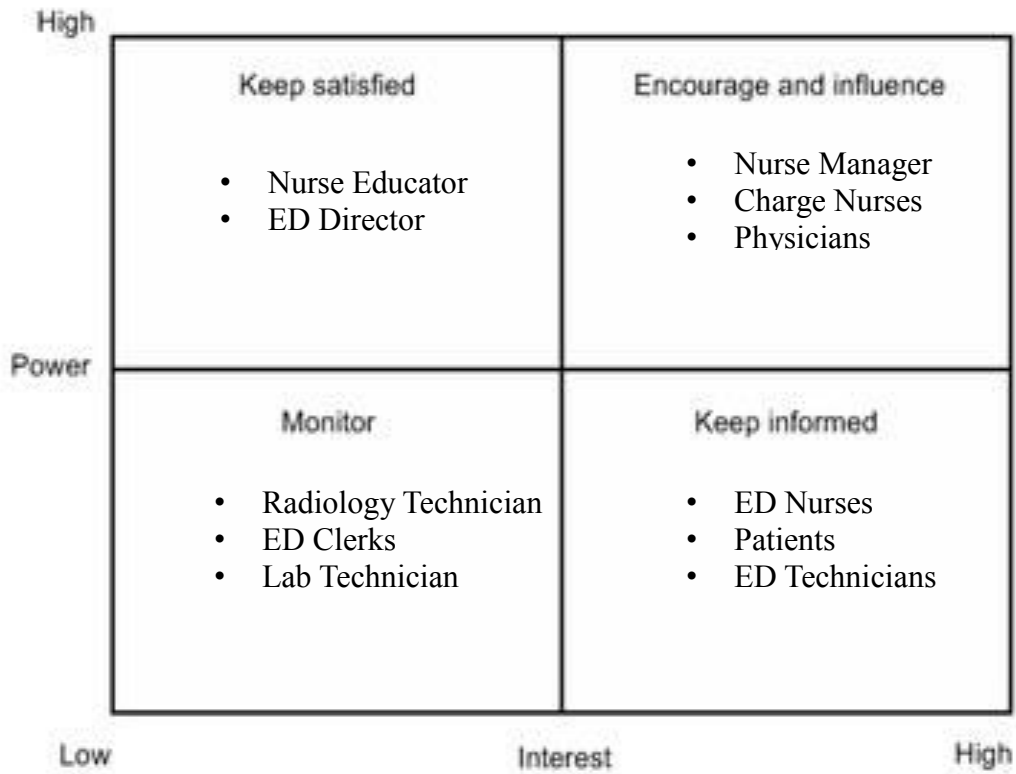 High
Keep satisfied
Encourage and influence
• Nurse Educator
• ED Director
• Nurse Manager
• Charge Nurses
• Physicians
Power
Monitor
Keep informed
• Radiology Technician
• ED Clerks
• Lab Technician
• ED Nurses
• Patients
• ED Technicians
Low
Interest
High